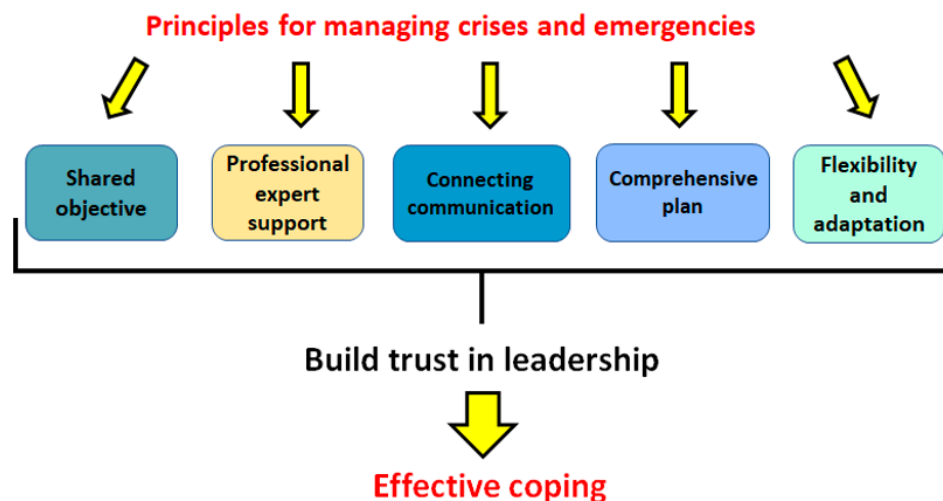 Principles for managing crises and emergencies
Shared
objective
Professional
expert
support
Connecting
communication
Comprehensive
plan
Flexibility
and
adaptation
Build trust in leadership
Effective coping